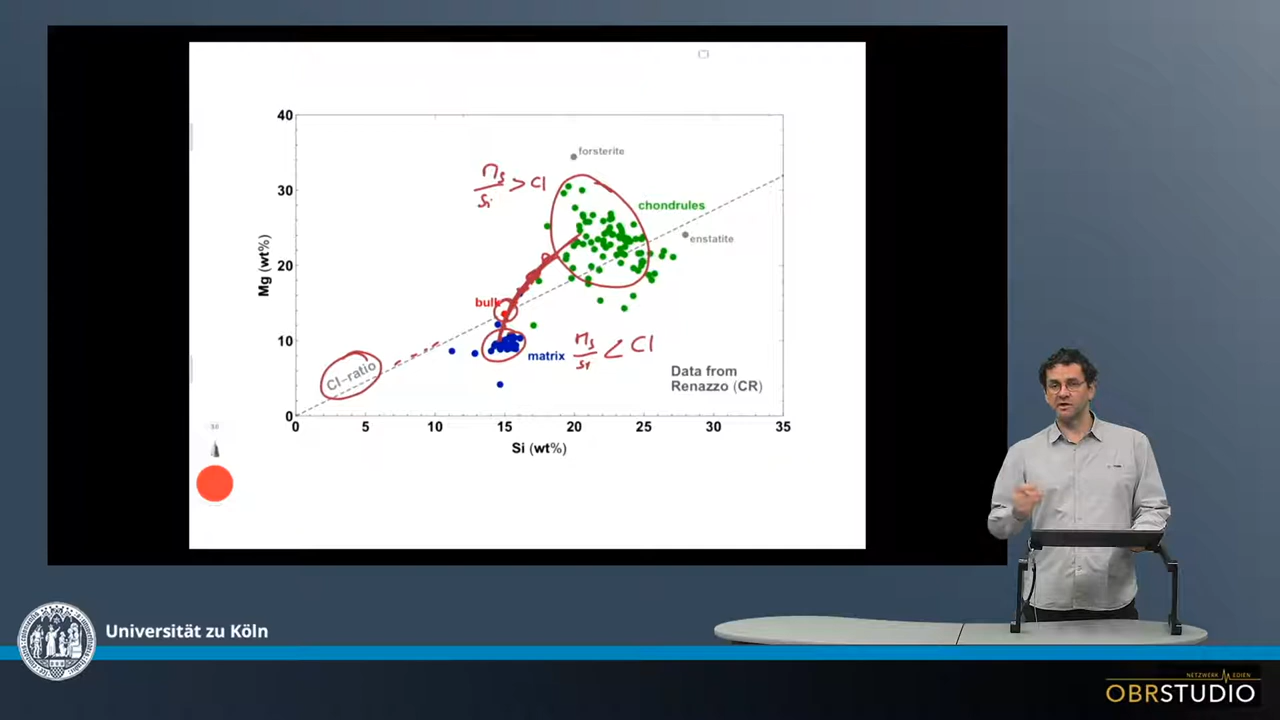 40
forsterite
Mg/Si > CI
30
chondrules
enstatite
Mg (wt%)
20
bulk
10
matrix
Mg/Si < CI
CI-ratio
Data from
Renazzo (CR)
0
0 5 10 15 20 25 30 35
Si (wt%)
Universität zu Köln
NETZWERK MEDIEN
OBRSTUDIO